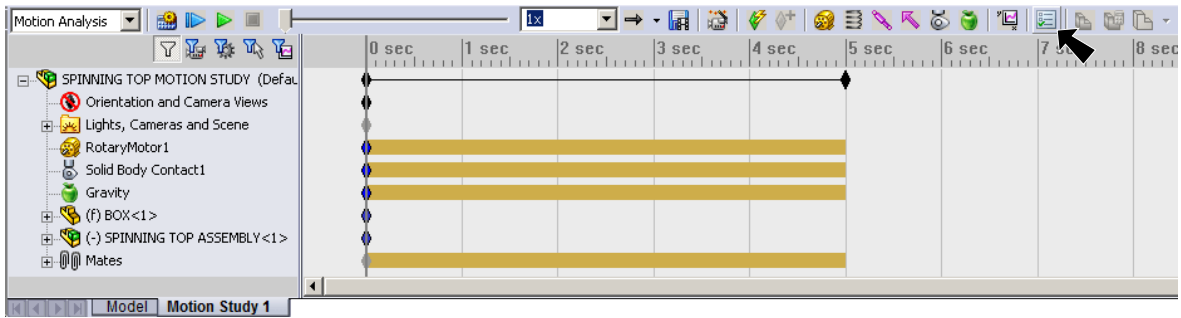 Motion Analysis 1x
0 sec 1 sec 2 sec 3 sec 4 sec 5 sec 6 sec 7 8 sec
SPINNING TOP MOTION STUDY (Defau
Orientation and Camera Views
Lights, Cameras and Scene
RotaryMotor1
Solid Body Contact1
Gravity
(f) BOX<1>
(-) SPINNING TOP ASSEMBLY<1>
Mates
Model Motion Study 1